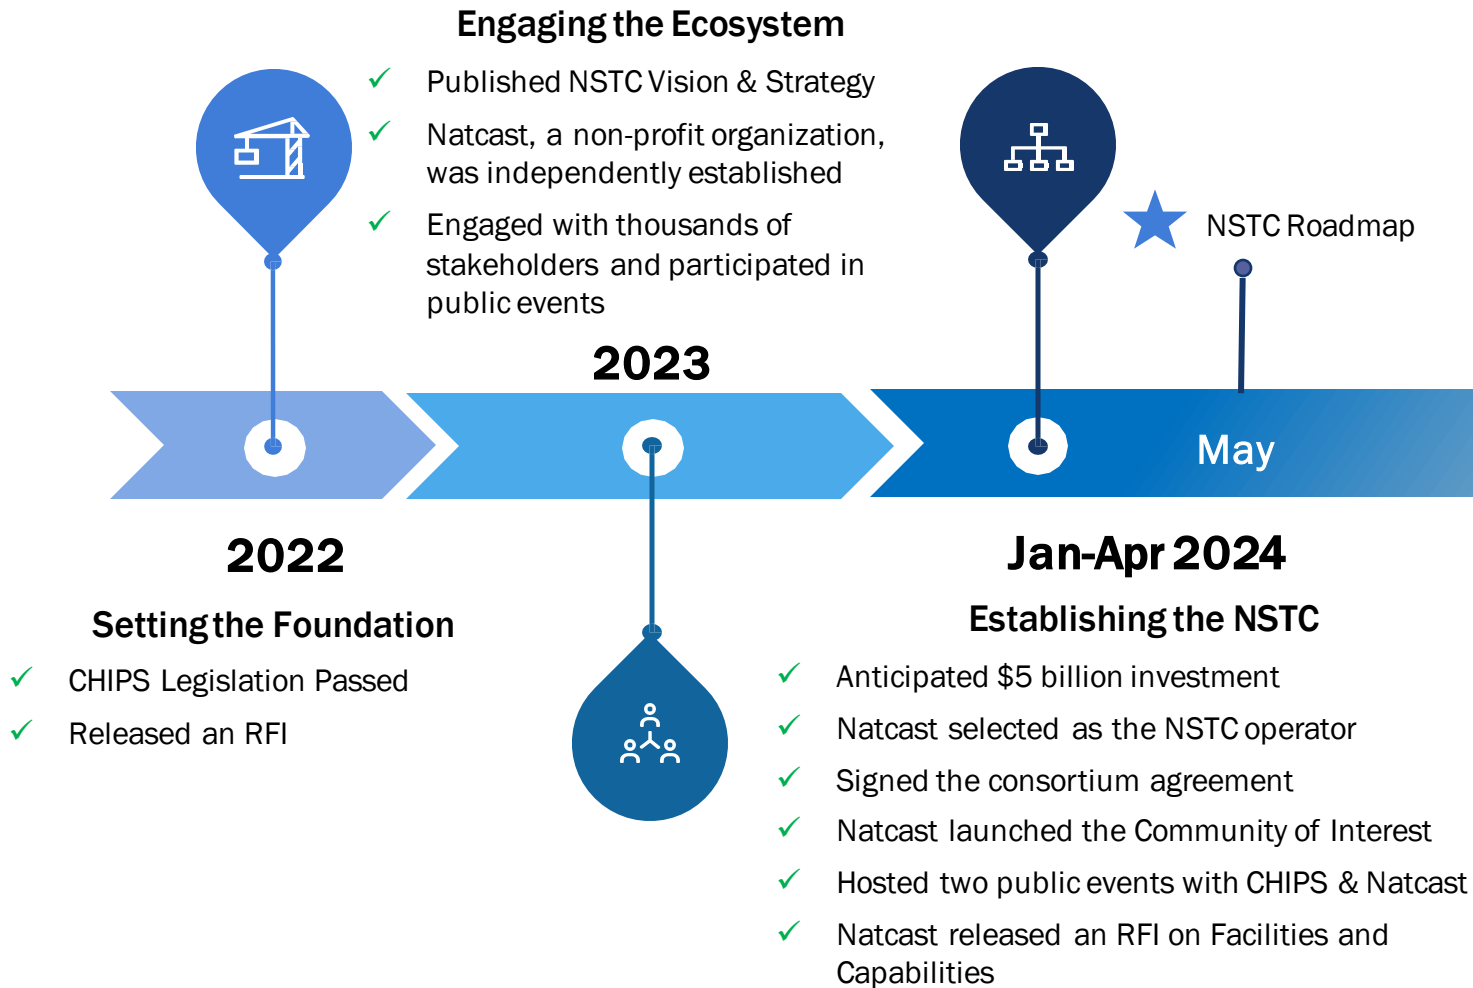 Engaging the Ecosystem
Published NSTC Vision & Strategy
Natcast, a non-profit organization,
was independently established
Engaged with thousands of
stakeholders and participated in
public events
2023
NSTC Roadmap
May
2022
Setting the Foundation
CHIPS Legislation Passed
Released an RFI
Jan-Apr 2024
Establishing the NSTC
Anticipated $5 billion investment
Natcast selected as the NSTC operator
Signed the consortium agreement
Natcast launched the Community of Interest
Hosted two public events with CHIPS & Natcast
Natcast released an RFI on Facilities and
Capabilities